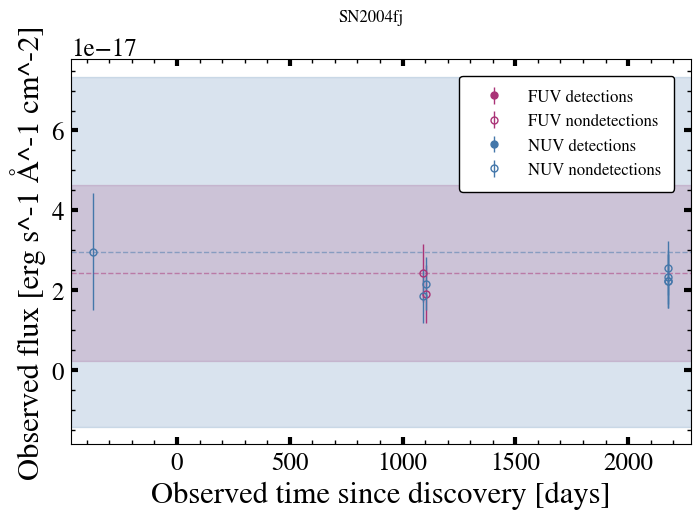 SN2004fj
1e−17
Observed flux [erg s^-1 Å^-1 cm^-2]
6
4
2
0
FUV detections
FUV nondetections
NUV detections
NUV nondetections
0 500 1000 1500 2000
Observed time since discovery [days]